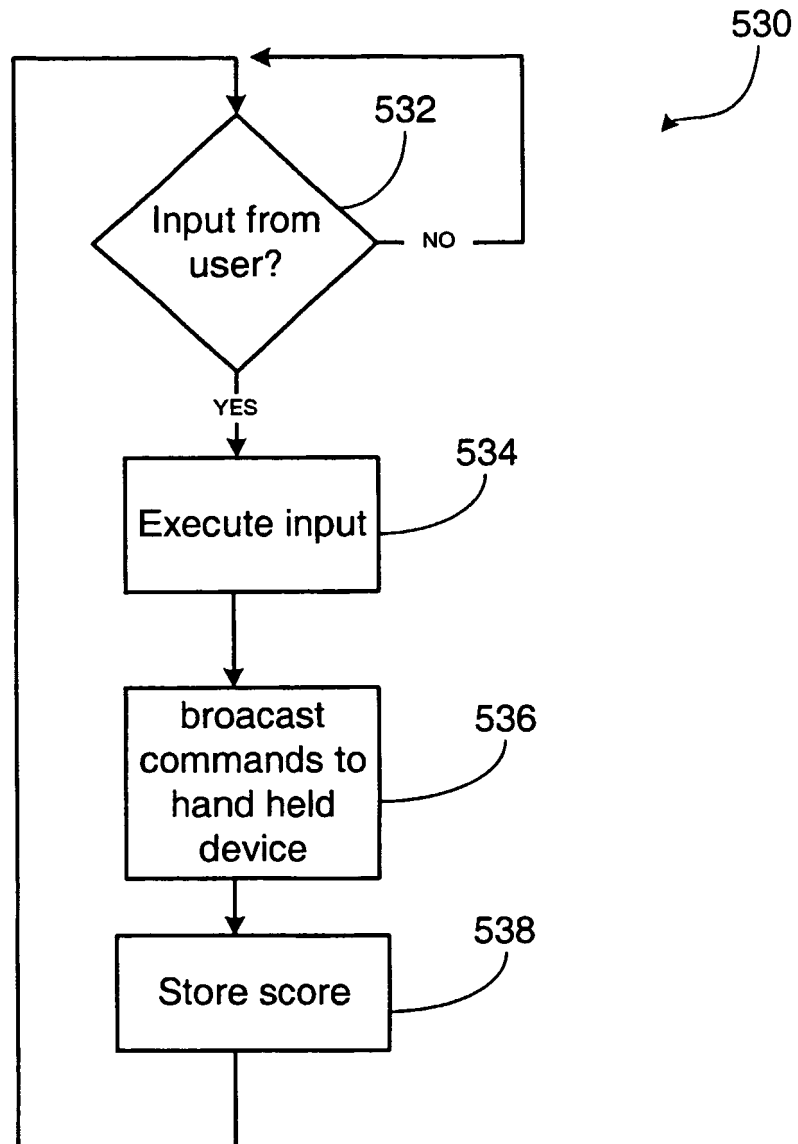 530
532
Input from
user?
NO
YES
534
Execute input
536
broacast
commands to
hand held
device
538
Store score